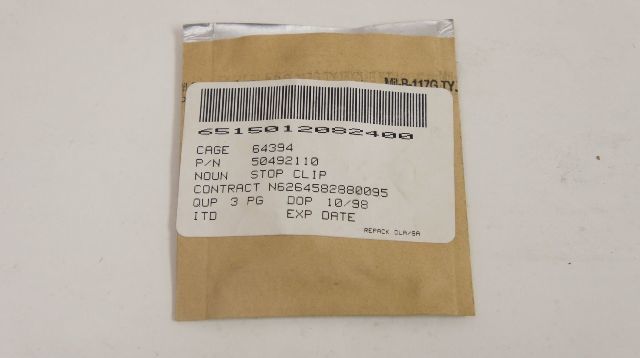 MIL-B-117G TY.
6515012082400
CAGE 64394
P/N 50492110
NOUN STOP CLIP
CONTRACT N6264582880095
QUP 3 PG DOP 10/98
ITD EXP DATE
REPACK DLA/SA